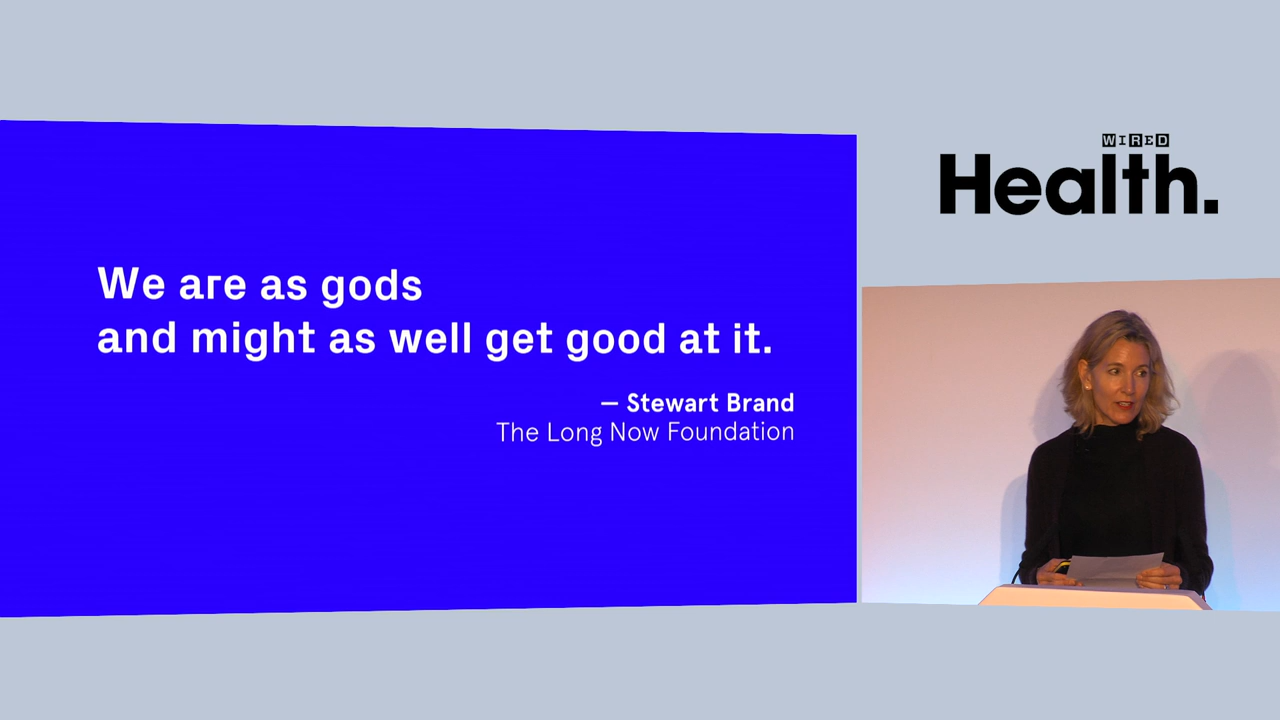 We are as gods
and might as well get good at it.
— Stewart Brand
The Long Now Foundation
WIRED
Health.